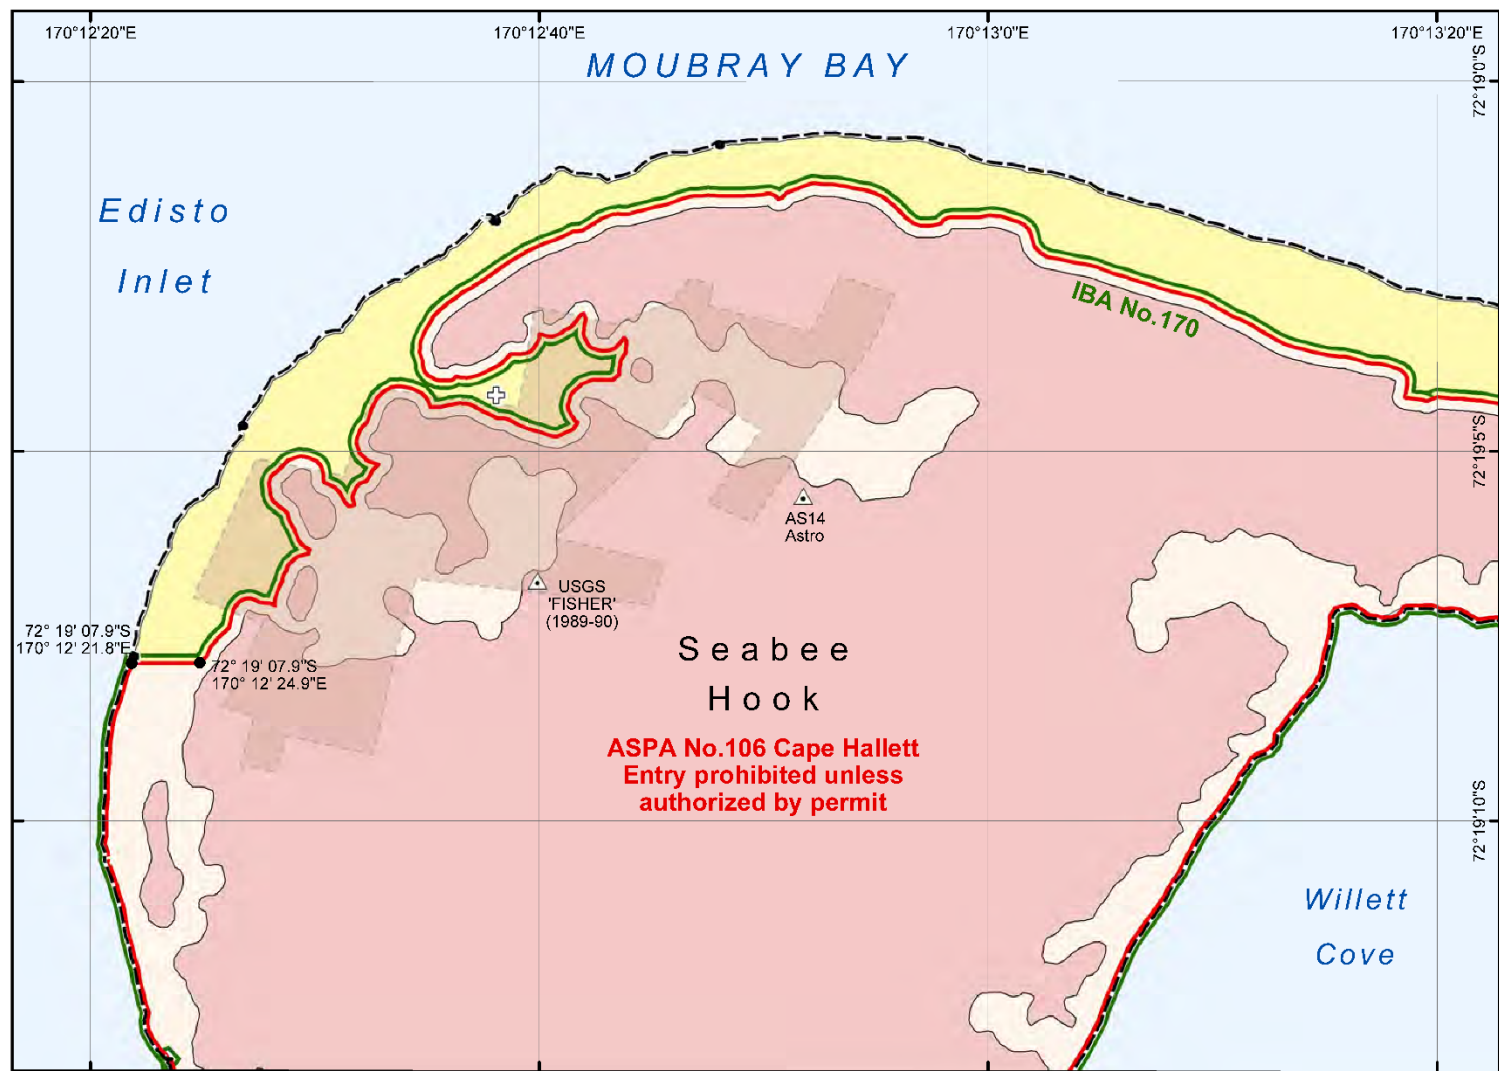 170°12'20"E
170°12'40"E
170°13'0"E
170°13'20"E
MOUBRAY BAY
72°19'0"S
Edisto
Inlet
IBA No.170
72°19'5"S
AS14
Astro
USGS
'FISHER'
(1989-90)
72° 19' 07.9"S
170° 12' 21.8"E
72° 19' 07.9"S
170° 12' 24.9"E
Seabee
Hook
ASPA No.106 Cape Hallett
Entry prohibited unless
authorized by permit
72°19'10"S
Willett
Cove